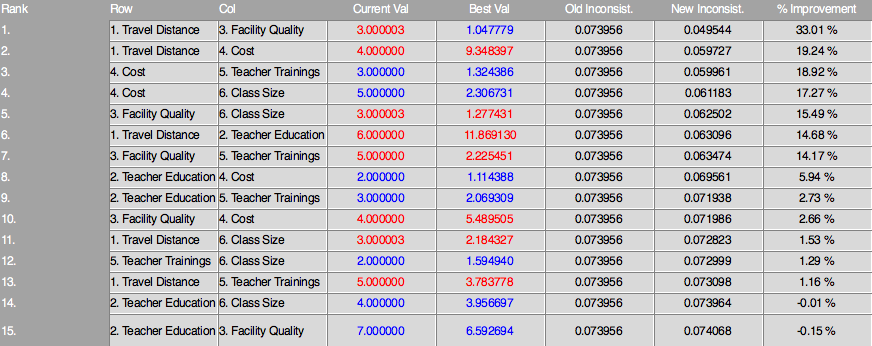 Rank Row Col Current Val Best Val Old Inconsist. New Inconsist. % Improvement
1. 1. Travel Distance 3. Facility Quality 3.000003 1.047779 0.073956 0.049544 33.01 %
2. 1. Travel Distance 4. Cost 4.000000 9.348397 0.073956 0.059727 19.24 %
3. 4. Cost 5. Teacher Trainings 3.000000 1.324386 0.073956 0.059961 18.92 %
4. 4. Cost 6. Class Size 5.000000 2.306731 0.073956 0.061183 17.27 %
5. 3. Facility Quality 6. Class Size 3.000003 1.277431 0.073956 0.062502 15.49 %
6. 1. Travel Distance 2. Teacher Education 6.000000 11.869130 0.073956 0.063096 14.68 %
7. 3. Facility Quality 5. Teacher Trainings 5.000000 2.225451 0.073956 0.063474 14.17 %
8. 2. Teacher Education 4. Cost 2.000000 1.114388 0.073956 0.069561 5.94 %
9. 2. Teacher Education 5. Teacher Trainings 3.000000 2.069309 0.073956 0.071938 2.73 %
10. 3. Facility Quality 4. Cost 4.000000 5.489505 0.073956 0.071986 2.66 %
11. 1. Travel Distance 6. Class Size 3.000003 2.184327 0.073956 0.072823 1.53 %
12. 5. Teacher Trainings 6. Class Size 2.000000 1.594940 0.073956 0.072999 1.29 %
13. 1. Travel Distance 5. Teacher Trainings 5.000000 3.783778 0.073956 0.073098 1.16 %
14. 2. Teacher Education 6. Class Size 4.000000 3.956697 0.073956 0.073964 -0.01 %
15. 2. Teacher Education 3. Facility Quality 7.000000 6.592694 0.073956 0.074068 -0.15 %